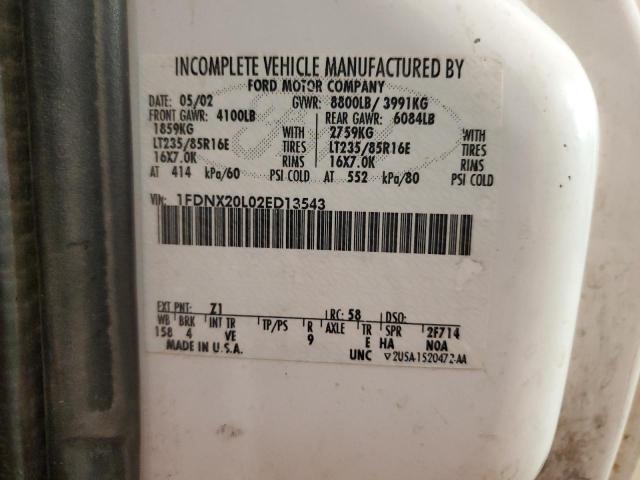 INCOMPLETE VEHICLE MANUFACTURED BY
FORD MOTOR COMPANY
DATE: 05/02 GVWR: 8800LB/ 3991KG
FRONT GAWR: 4100LB REAR GAWR: 6084LB
1859KG WITH 2759KG WITH
LT235/85R16E TIRES LT235/85R16E TIRES
16X7.0K RIMS 16X7.0K RIMS
AT 414 kPa/60 PSI COLD AT 552 kPa/80 PSI COLD
VIN: 1FDNX20L02ED13543
EXT PNT: Z1 RC: 58 DSO:
WB BRK INT TR TP/PS R AXLE TR SPR 2F714
158 4 VE 9 E HA N0A
MADE IN U.S.A. UNC ▽2USA-1520472-AA